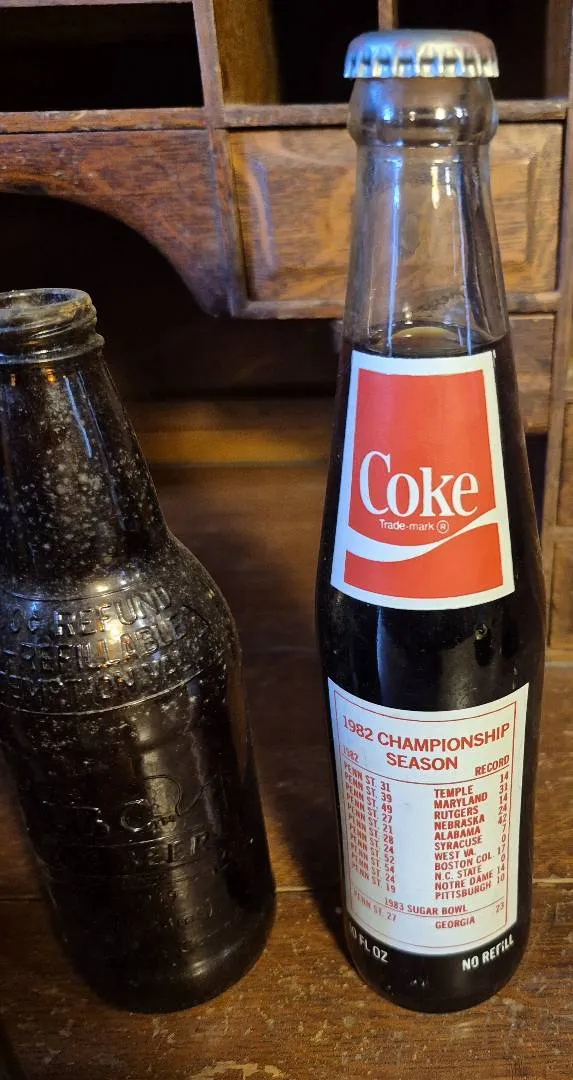 Coke
Trade-mark ®
1982 CHAMPIONSHIP
SEASON
1982 RECORD
PENN ST. 31 TEMPLE 14
PENN ST. 39 MARYLAND 31
PENN ST. 49 RUTGERS 14
PENN ST. 27 NEBRASKA 24
PENN ST. 21 ALABAMA 42
PENN ST. 28 SYRACUSE 7
PENN ST. 24 WEST VA. 0
PENN ST. 52 BOSTON COL. 17
PENN ST. 54 N.C. STATE 0
PENN ST. 24 NOTRE DAME 14
PENN ST. 19 PITTSBURGH 10
1983 SUGAR BOWL
PENN ST. 27 GEORGIA 23
FL OZ NO REFILL
REFUND
REFILLABLE